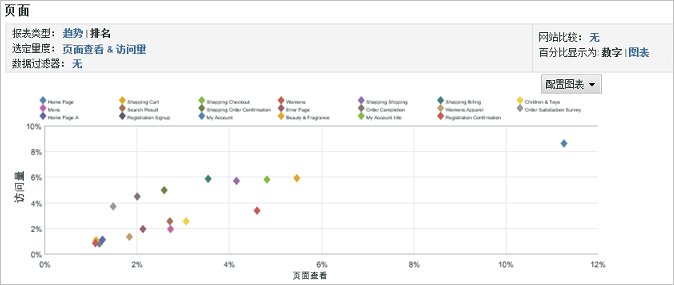 页面
报表类型: 趋势 | 排名
选定量度: 页面查看 & 访问量
数据过滤器: 无
网站比较: 无
百分比显示为: 数字 | 图表
配置图表
Home Page Shopping Cart Shopping Checkout Womens Shopping Shipping Shopping Billing Children & Toys
Mens Search Result Shopping Order Confirmation Error Page Order Completion Womens Apparel Order Satisfaction Survey
Home Page A Registration Signup My Account Beauty & Fragrance My Account Info Registration Confirmation
10%
8%
6%
4%
2%
0%
访问量
0% 2% 4% 6% 8% 10% 12%
页面查看